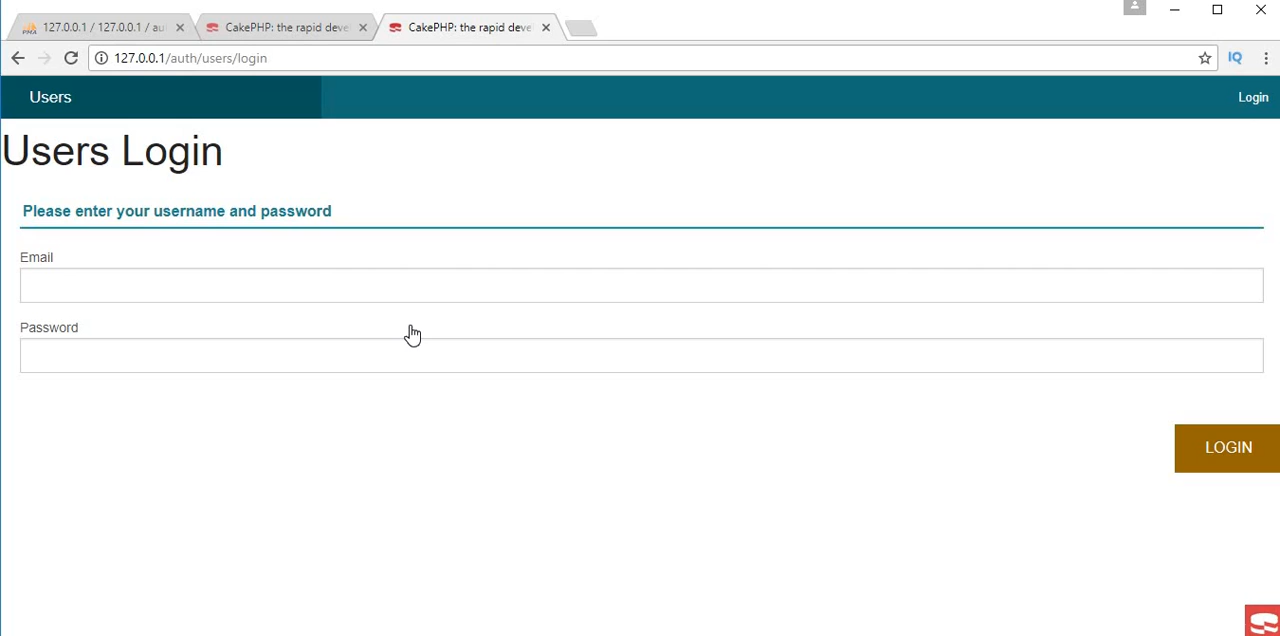 127.0.0.1 / 127.0.0.1 / au
CakePHP: the rapid deve
CakePHP: the rapid deve
127.0.0.1/auth/users/login
IQ
Users
Login
Users Login
Please enter your username and password
Email
Password
LOGIN